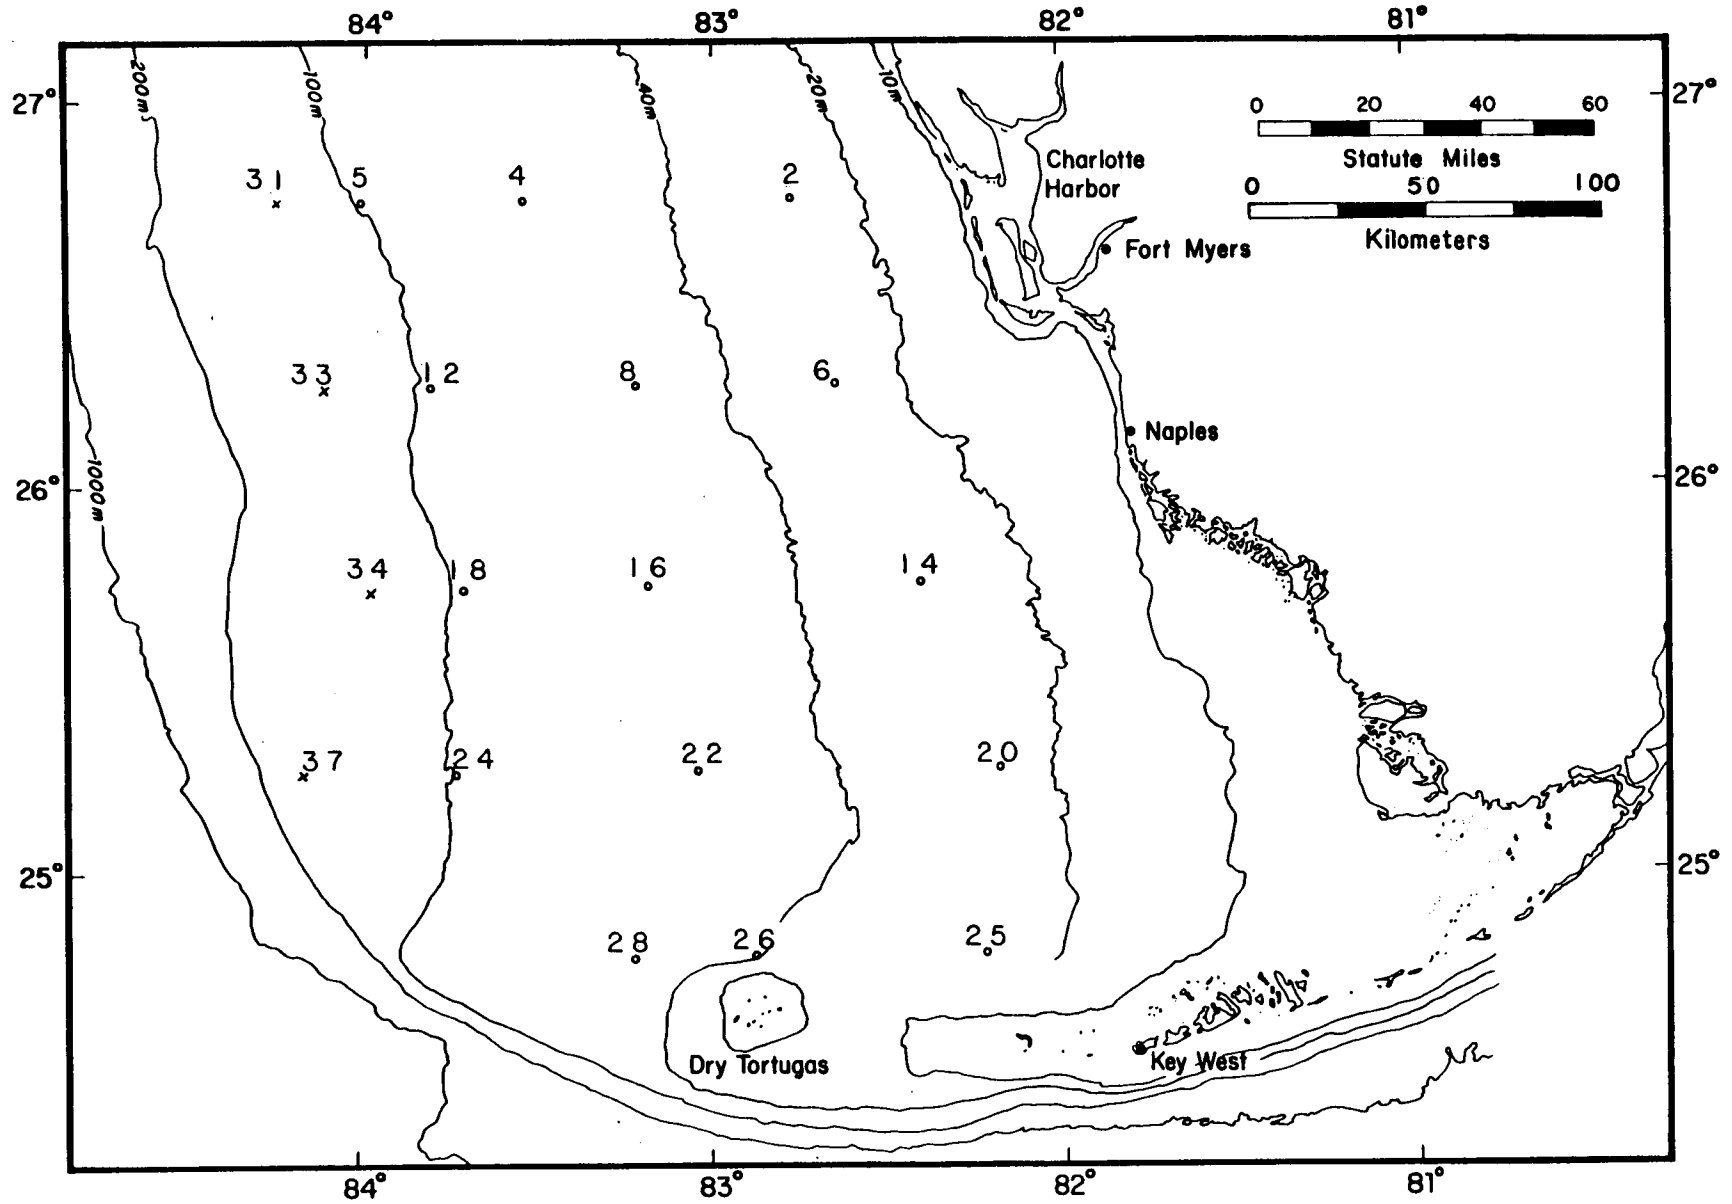 84° 83° 82° 81°
27° 27°
200m 100m 40m 20m 10m
0 20 40 60
Statute Miles
0 50 100
Kilometers
Charlotte
Harbor
31 5 4 2
Fort Myers
33 12 8 6
Naples
1000m
26° 26°
34 18 16 14
37 24 22 20
25° 25°
28 26 25
Dry Tortugas
Key West
84° 83° 82° 81°